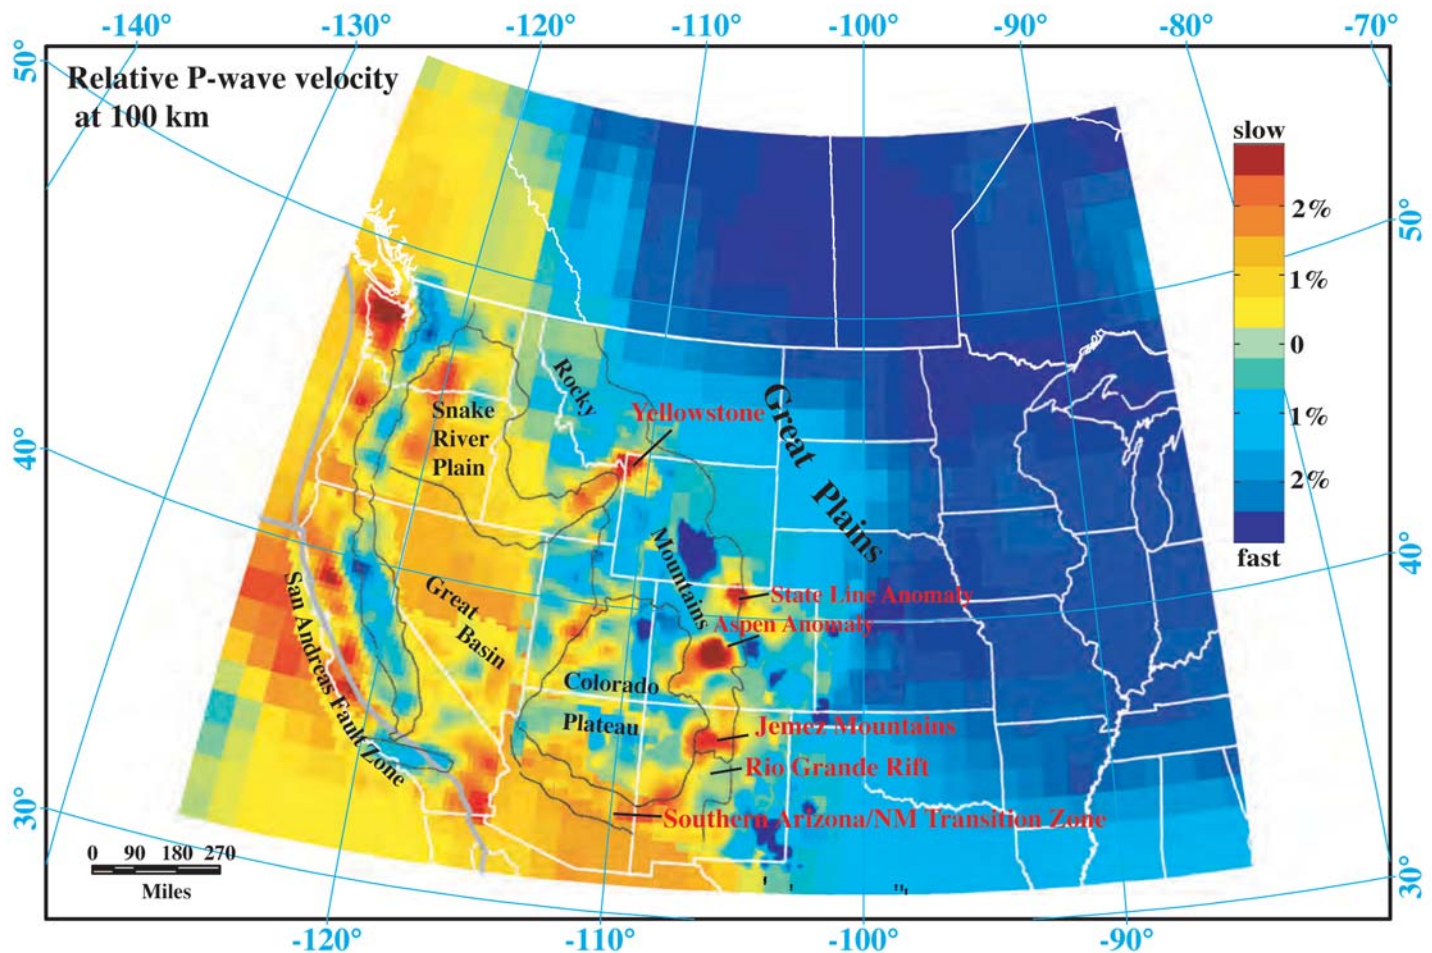 -140° -130° -120° -110° -100° -90° -80° -70°
50°
Relative P-wave velocity
at 100 km
slow
2%
1%
0
1%
2%
fast
50°
Rocky
Great Plains
Yellowstone
Snake
River
Plain
40°
40°
Mountains
State Line Anomaly
Aspen Anomaly
Great
Basin
San Andreas Fault Zone
Colorado
Plateau
Jemez Mountains
Rio Grande Rift
Southern Arizona/NM Transition Zone
30°
30°
0 90 180 270
Miles
-120° -110° -100° -90°